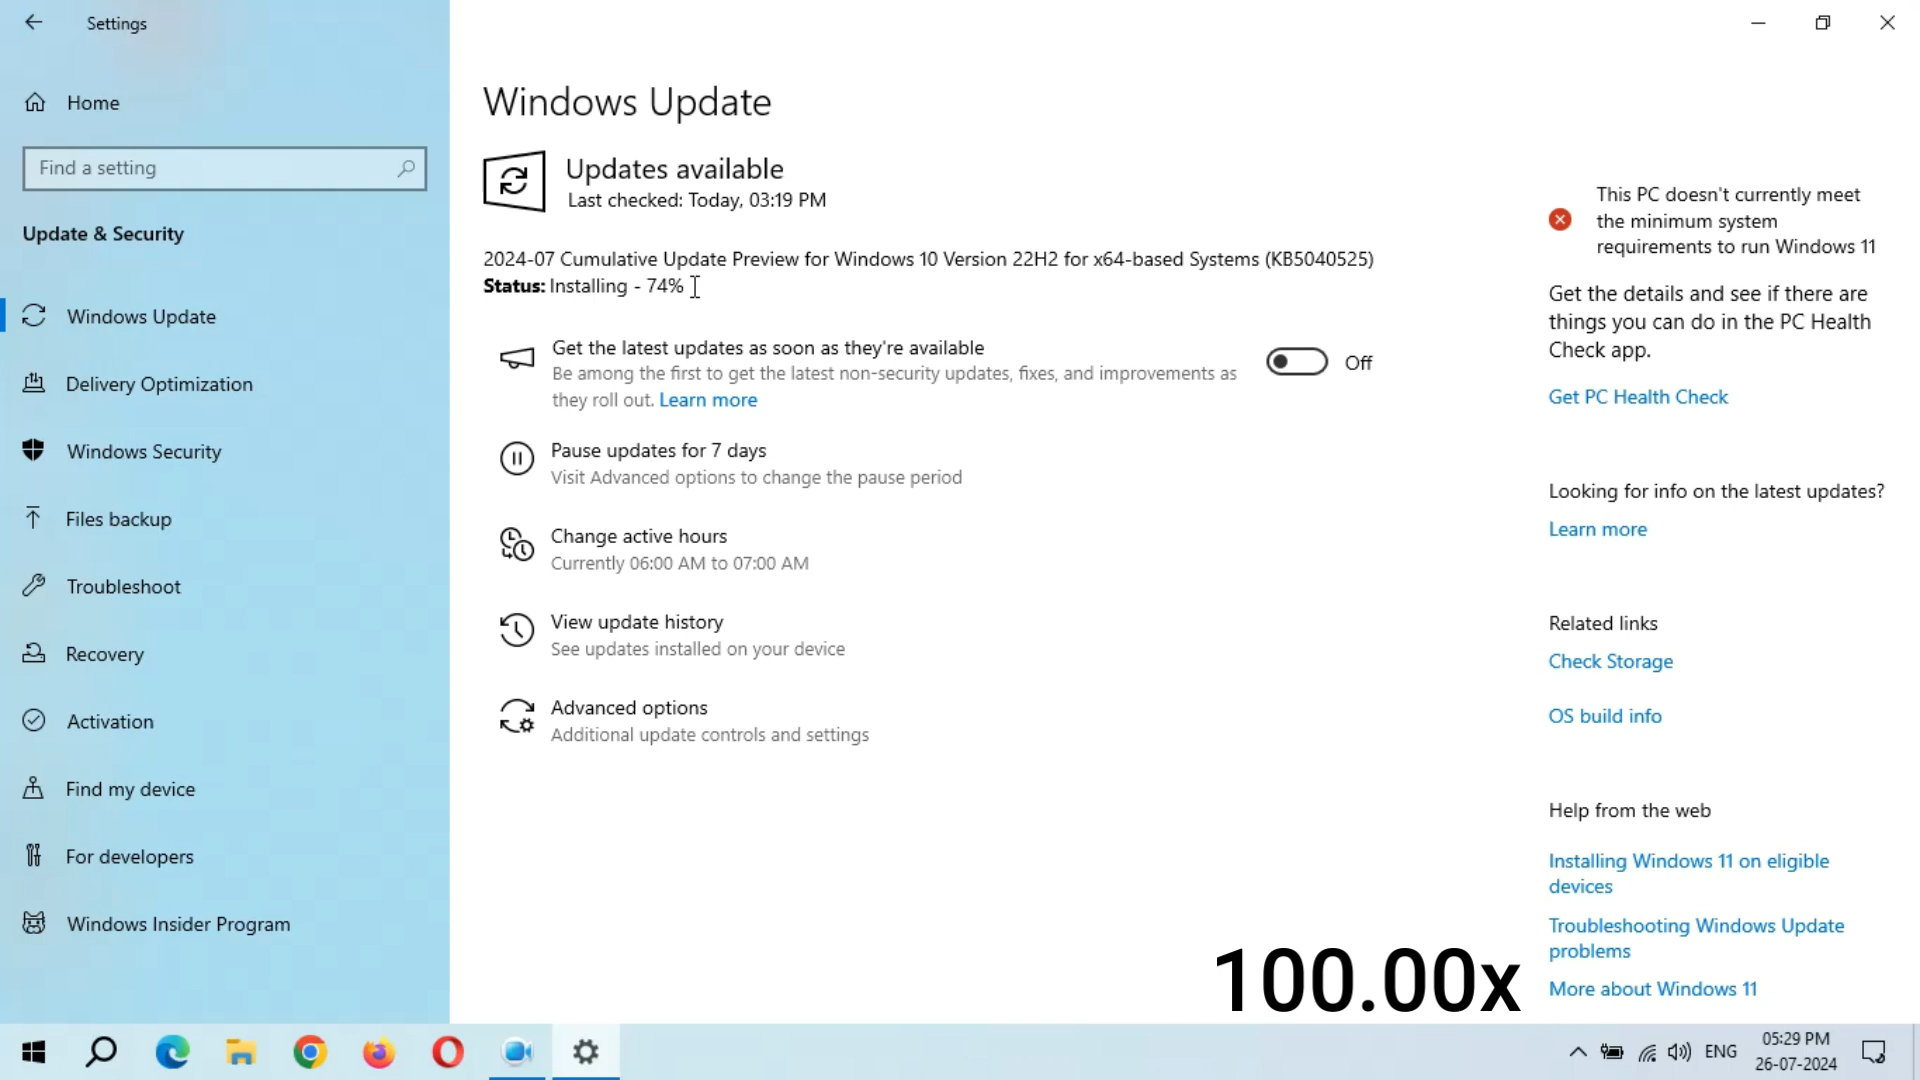 Settings
Home
Find a setting
Update & Security
Windows Update
Delivery Optimization
Windows Security
Files backup
Troubleshoot
Recovery
Activation
Find my device
For developers
Windows Insider Program
Windows Update
Updates available
Last checked: Today, 03:19 PM
2024-07 Cumulative Update Preview for Windows 10 Version 22H2 for x64-based Systems (KB5040525)
Status: Installing - 74%
Get the latest updates as soon as they're available
Be among the first to get the latest non-security updates, fixes, and improvements as
they roll out. Learn more
Off
Pause updates for 7 days
Visit Advanced options to change the pause period
Change active hours
Currently 06:00 AM to 07:00 AM
View update history
See updates installed on your device
Advanced options
Additional update controls and settings
This PC doesn't currently meet
the minimum system
requirements to run Windows 11
Get the details and see if there are
things you can do in the PC Health
Check app.
Get PC Health Check
Looking for info on the latest updates?
Learn more
Related links
Check Storage
OS build info
Help from the web
Installing Windows 11 on eligible
devices
Troubleshooting Windows Update
problems
More about Windows 11
100.00x
ENG
05:29 PM
26-07-2024